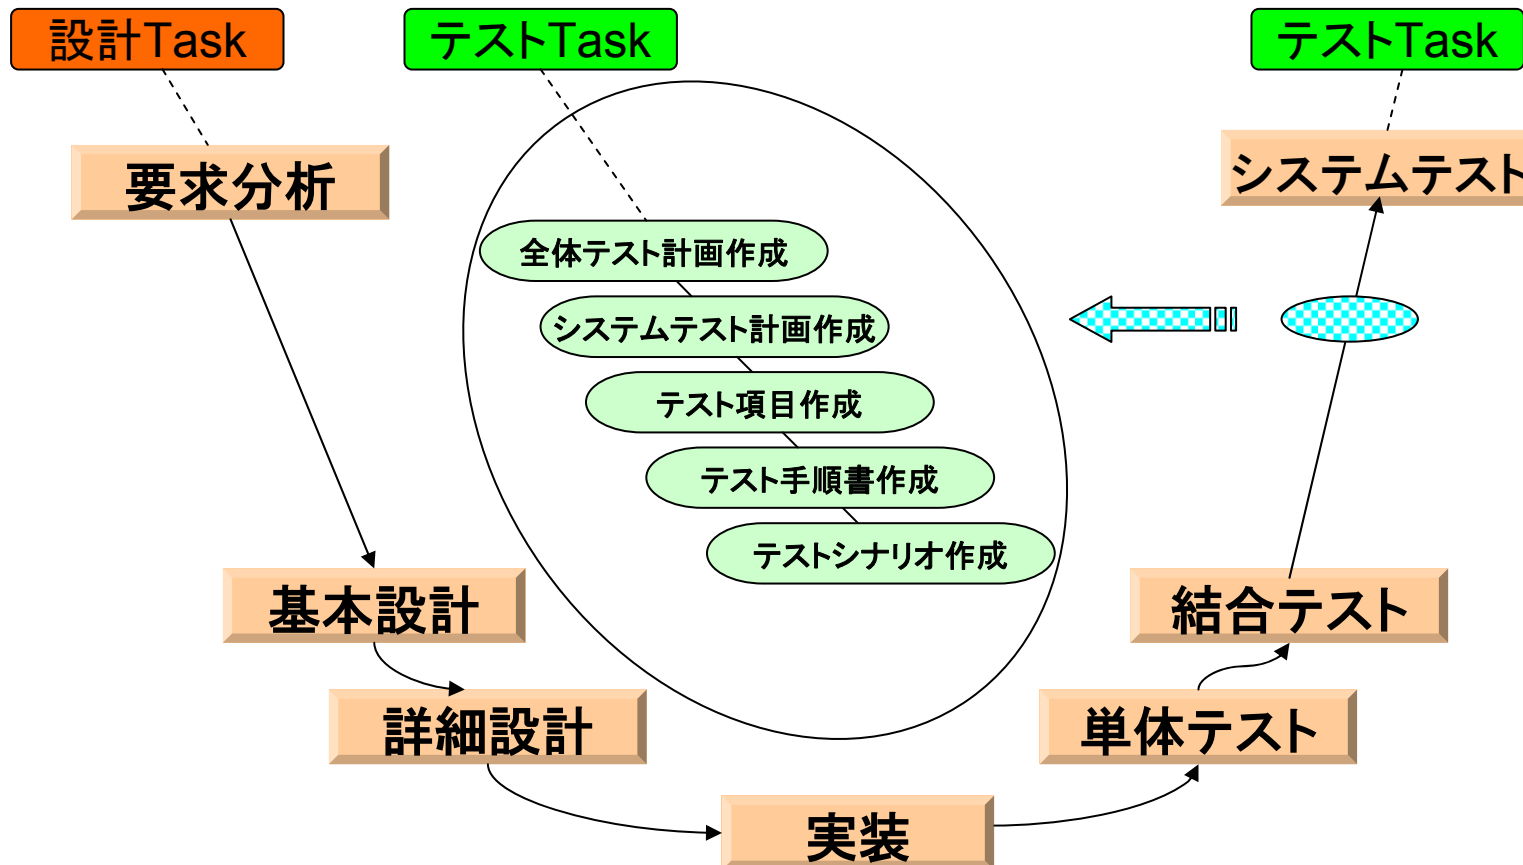 設計Task
テストTask
テストTask
要求分析
システムテスト
全体テスト計画作成
システムテスト計画作成
テスト項目作成
テスト手順書作成
テストシナリオ作成
基本設計
結合テスト
詳細設計
単体テスト
実装